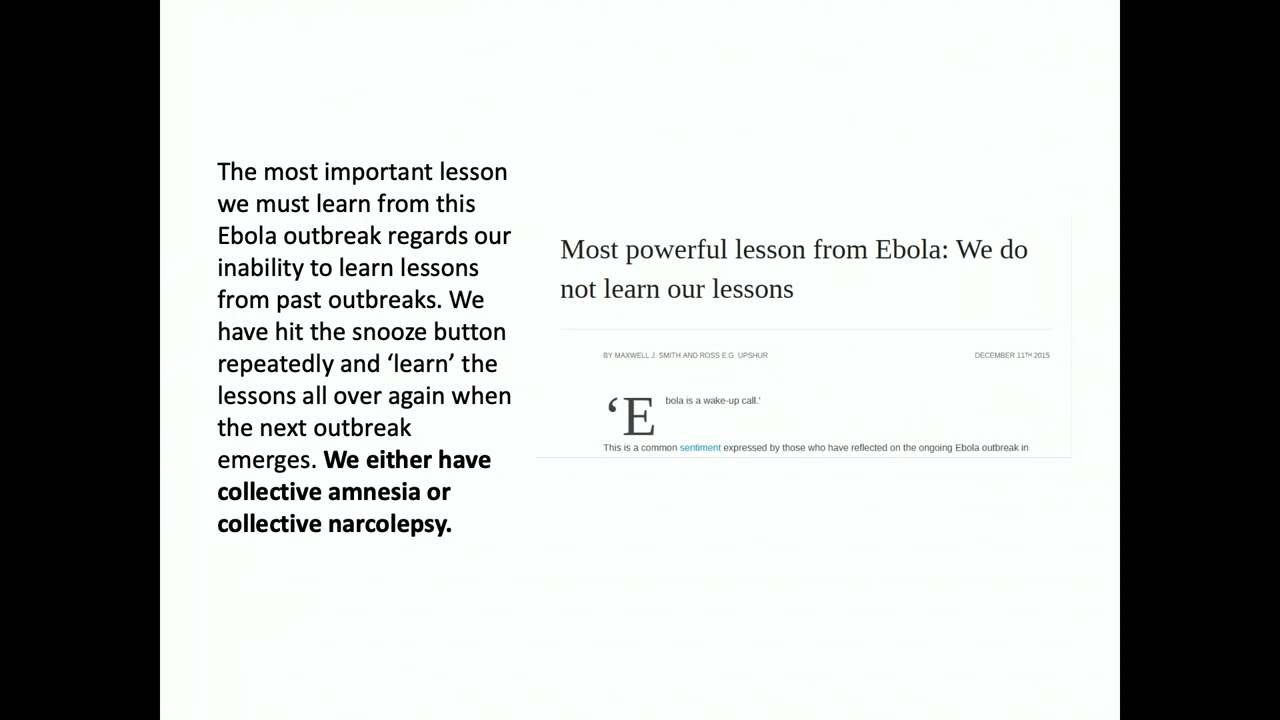 The most important lesson
we must learn from this
Ebola outbreak regards our
inability to learn lessons
from past outbreaks. We
have hit the snooze button
repeatedly and ‘learn’ the
lessons all over again when
the next outbreak
emerges. We either have
collective amnesia or
collective narcolepsy.
Most powerful lesson from Ebola: We do
not learn our lessons
BY MAXWELL J. SMITH AND ROSS E.G. UPSHUR DECEMBER 11TH 2015
‘Ebola is a wake-up call.’
This is a common sentiment expressed by those who have reflected on the ongoing Ebola outbreak in